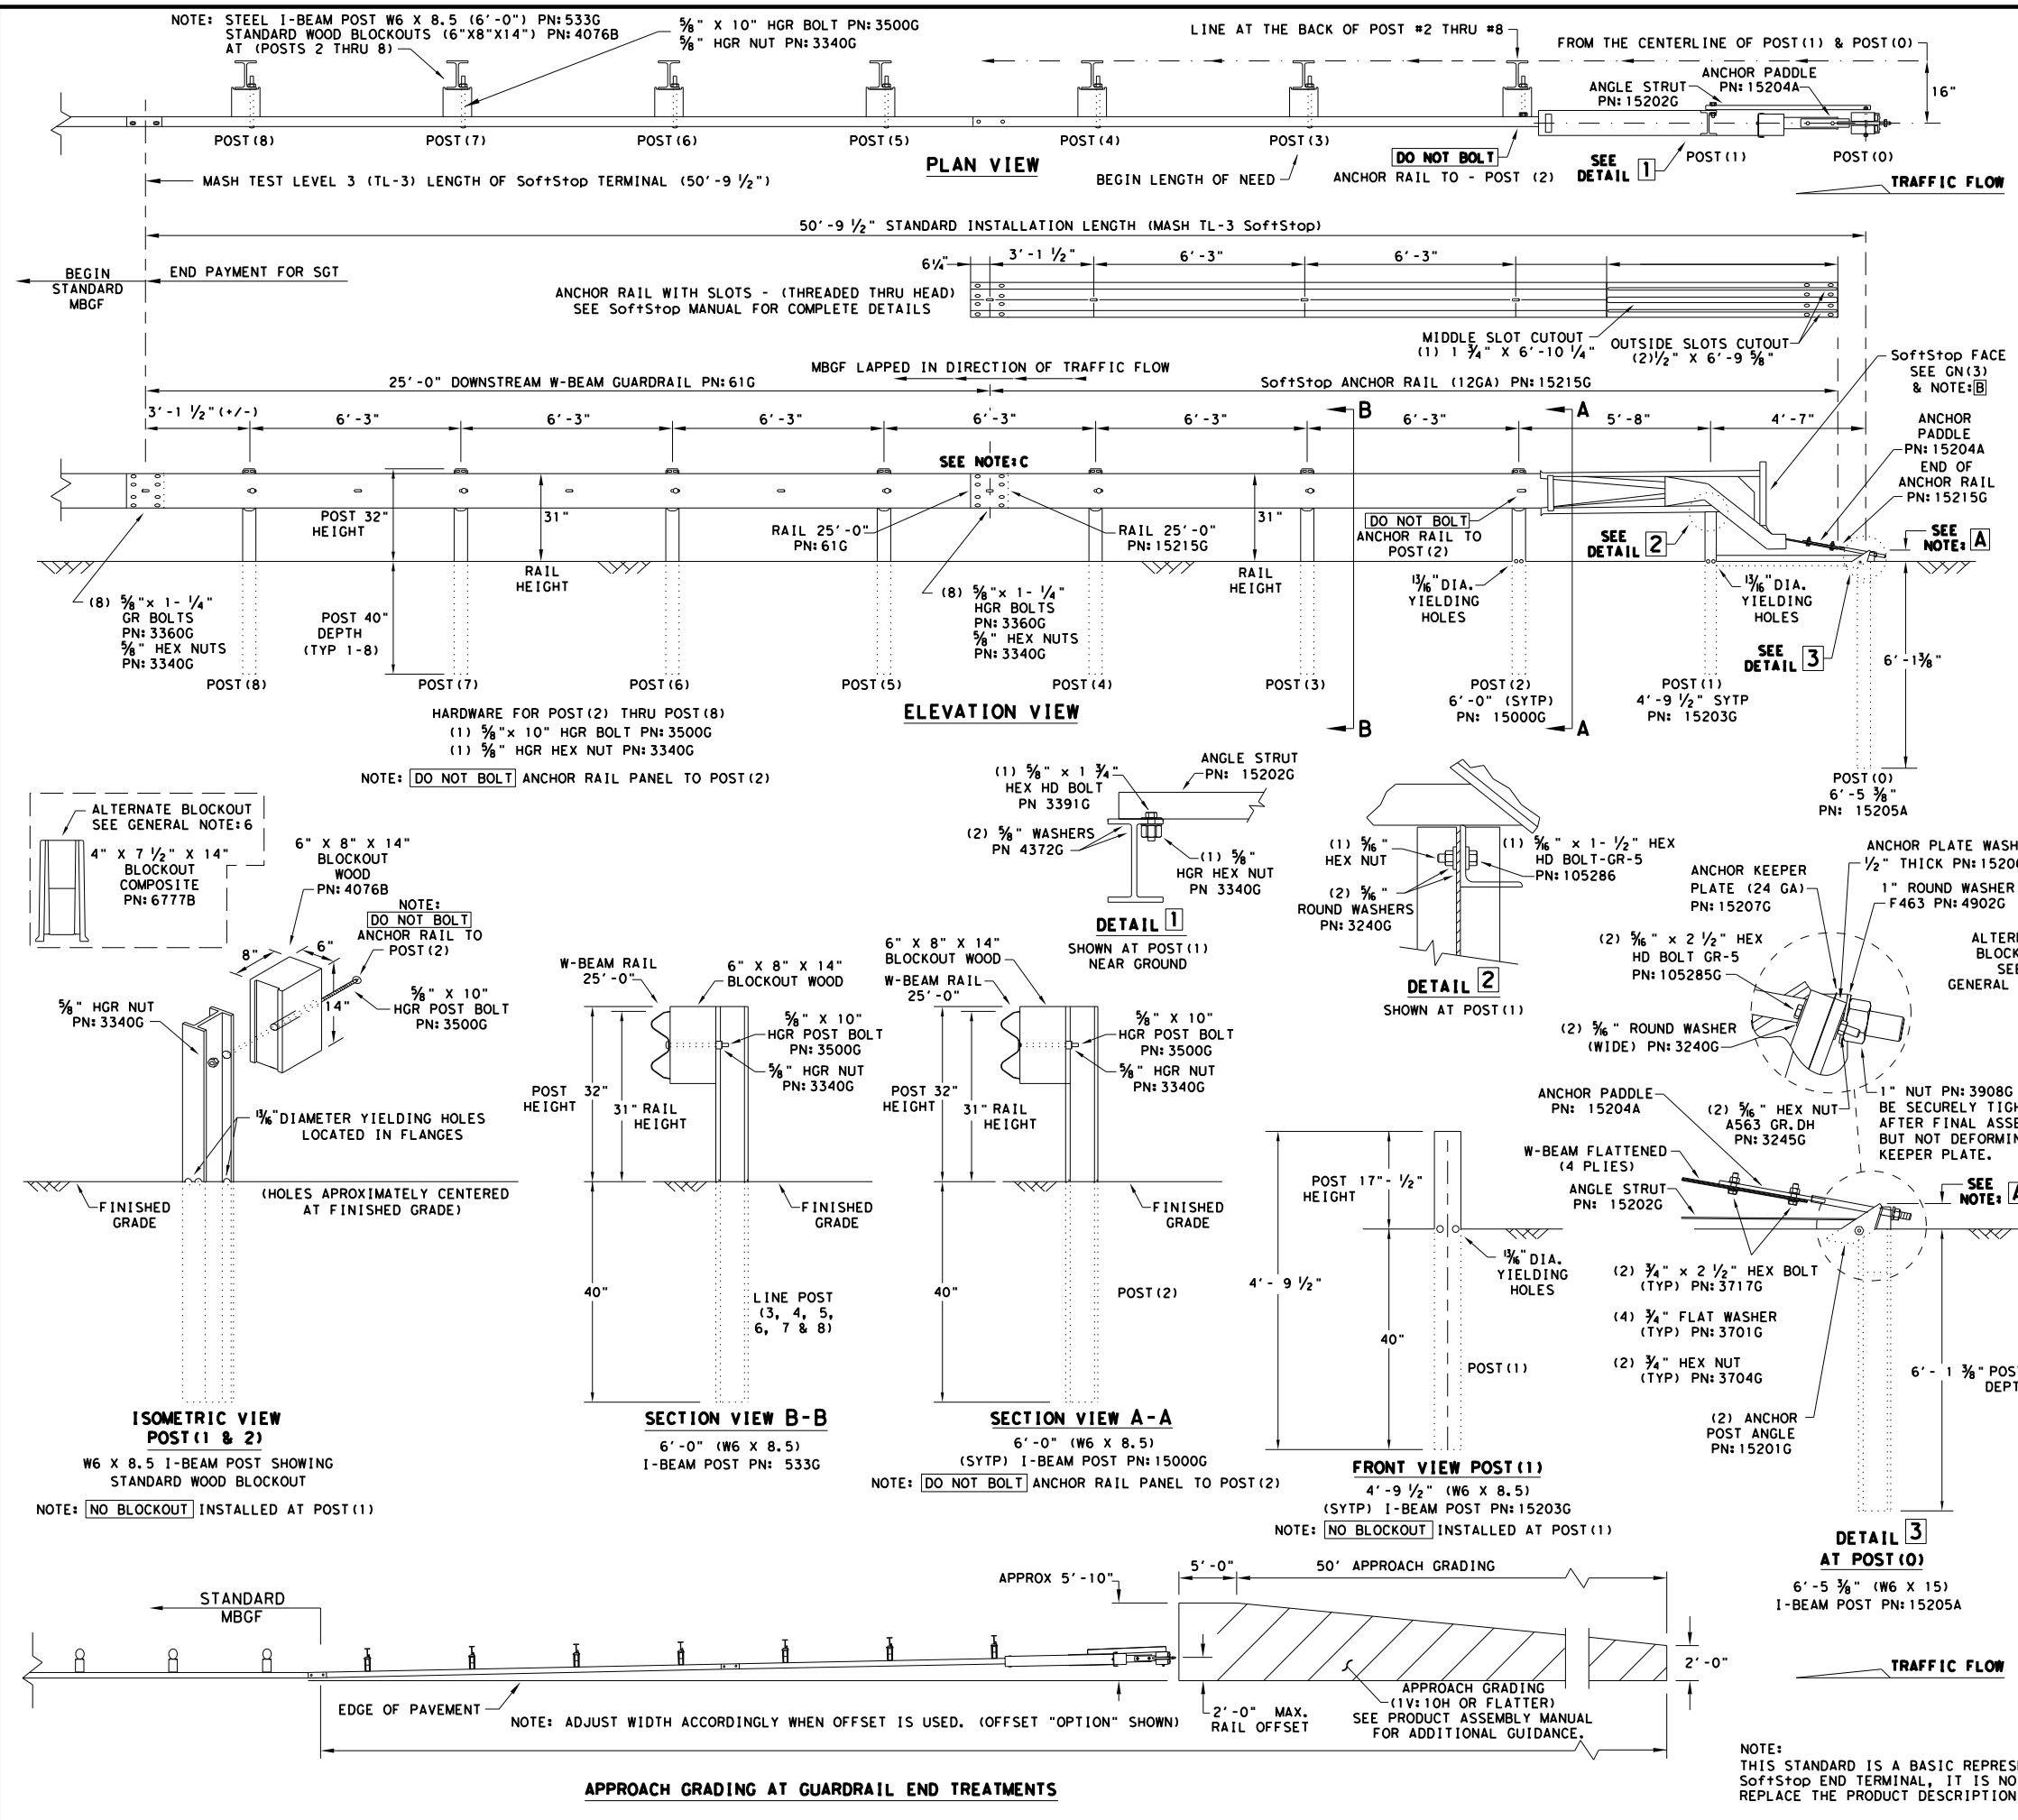 NOTE: STEEL I-BEAM POST W6 X 8.5 (6'-0") PN:533G
STANDARD WOOD BLOCKOUTS (6"X8"X14") PN:4076B
AT (POSTS 2 THRU 8)
⅝" X 10" HGR BOLT PN:3500G
⅝" HGR NUT PN:3340G
LINE AT THE BACK OF POST #2 THRU #8
FROM THE CENTERLINE OF POST(1) & POST(0)
ANGLE STRUT
PN:15202G
ANCHOR PADDLE
PN:15204A
16"
POST(8)
POST(7)
POST(6)
POST(5)
POST(4)
POST(3)
POST(1)
POST(0)
PLAN VIEW
BEGIN LENGTH OF NEED
DO NOT BOLT
ANCHOR RAIL TO - POST (2)
SEE
DETAIL 1
TRAFFIC FLOW
MASH TEST LEVEL 3 (TL-3) LENGTH OF SoftStop TERMINAL (50'-9 ½")
50'-9 ½" STANDARD INSTALLATION LENGTH (MASH TL-3 SoftStop)
BEGIN
STANDARD
MBGF
END PAYMENT FOR SGT
6¼"
3'-1 ½"
6'-3"
6'-3"
ANCHOR RAIL WITH SLOTS - (THREADED THRU HEAD)
SEE SoftStop MANUAL FOR COMPLETE DETAILS
MIDDLE SLOT CUTOUT
(1) 1 ¾" X 6'-10 ¼"
OUTSIDE SLOTS CUTOUT
(2)½" X 6'-9 ⅝"
MBGF LAPPED IN DIRECTION OF TRAFFIC FLOW
25'-0" DOWNSTREAM W-BEAM GUARDRAIL PN:61G
SoftStop ANCHOR RAIL (12GA) PN:15215G
SoftStop FACE
SEE GN(3)
& NOTE:B
3'-1 ½"(+/-)
6'-3"
6'-3"
6'-3"
6'-3"
6'-3"
6'-3"
5'-8"
4'-7"
B
A
ANCHOR
PADDLE
PN:15204A
END OF
ANCHOR RAIL
PN:15215G
SEE NOTE:C
POST 32"
HEIGHT
31"
RAIL
HEIGHT
RAIL 25'-0"
PN:61G
RAIL 25'-0"
PN:15215G
31"
RAIL
HEIGHT
DO NOT BOLT
ANCHOR RAIL TO
POST(2)
SEE
DETAIL 2
SEE
NOTE: A
(8) ⅝"x 1- ¼"
GR BOLTS
PN:3360G
⅝" HEX NUTS
PN:3340G
POST 40"
DEPTH
(TYP 1-8)
(8) ⅝"x 1- ¼"
HGR BOLTS
PN:3360G
⅝" HEX NUTS
PN:3340G
13/16" DIA.
YIELDING
HOLES
13/16" DIA.
YIELDING
HOLES
SEE
DETAIL 3
6'-1⅜"
POST(8)
POST(7)
POST(6)
POST(5)
POST(4)
POST(3)
POST(2)
6'-0" (SYTP)
PN: 15000G
POST(1)
4'-9 ½" SYTP
PN: 15203G
ELEVATION VIEW
B
A
HARDWARE FOR POST(2) THRU POST(8)
(1) ⅝"x 10" HGR BOLT PN:3500G
(1) ⅝" HGR HEX NUT PN:3340G
NOTE: DO NOT BOLT ANCHOR RAIL PANEL TO POST(2)
POST(0)
6'-5 ⅜"
PN: 15205A
ALTERNATE BLOCKOUT
SEE GENERAL NOTE:6
4" X 7 ½" X 14"
BLOCKOUT
COMPOSITE
PN:6777B
6" X 8" X 14"
BLOCKOUT
WOOD
PN:4076B
NOTE:
DO NOT BOLT
ANCHOR RAIL TO
POST(2)
8"
6"
14"
⅝" X 10"
HGR POST BOLT
PN:3500G
⅝" HGR NUT
PN:3340G
13/16"DIAMETER YIELDING HOLES
LOCATED IN FLANGES
FINISHED
GRADE
(HOLES APROXIMATELY CENTERED
AT FINISHED GRADE)
ISOMETRIC VIEW
POST(1 & 2)
W6 X 8.5 I-BEAM POST SHOWING
STANDARD WOOD BLOCKOUT
NOTE: NO BLOCKOUT INSTALLED AT POST(1)
(1) ⅝" x 1 ¾"
HEX HD BOLT
PN 3391G
ANGLE STRUT
PN: 15202G
(2) ⅝" WASHERS
PN 4372G
(1) ⅝"
HGR HEX NUT
PN 3340G
DETAIL 1
SHOWN AT POST(1)
NEAR GROUND
(1) 5/16"
HEX NUT
(2) 5/16"
ROUND WASHERS
PN:3240G
(1) 5/16" x 1- ½" HEX
HD BOLT-GR-5
PN:105286
DETAIL 2
SHOWN AT POST(1)
W-BEAM RAIL
25'-0"
6" X 8" X 14"
BLOCKOUT WOOD
⅝" X 10"
HGR POST BOLT
PN:3500G
⅝" HGR NUT
PN:3340G
POST 32"
HEIGHT
31" RAIL
HEIGHT
FINISHED
GRADE
40"
LINE POST
(3, 4, 5,
6, 7 & 8)
SECTION VIEW B-B
6'-0" (W6 X 8.5)
I-BEAM POST PN: 533G
6" X 8" X 14"
BLOCKOUT WOOD
W-BEAM RAIL
25'-0"
⅝" X 10"
HGR POST BOLT
PN:3500G
⅝" HGR NUT
PN:3340G
POST 32"
HEIGHT
31" RAIL
HEIGHT
FINISHED
GRADE
40"
POST(2)
SECTION VIEW A-A
6'-0" (W6 X 8.5)
(SYTP) I-BEAM POST PN:15000G
NOTE: DO NOT BOLT ANCHOR RAIL PANEL TO POST(2)
POST 17"-½"
HEIGHT
13/16" DIA.
YIELDING
HOLES
4'- 9 ½"
40"
POST(1)
FRONT VIEW POST(1)
4'-9 ½" (W6 X 8.5)
(SYTP) I-BEAM POST PN:15203G
NOTE: NO BLOCKOUT INSTALLED AT POST(1)
ANCHOR PLATE WASH
½" THICK PN:1520
ANCHOR KEEPER
PLATE (24 GA)
PN:15207G
1" ROUND WASHER
F463 PN:4902G
(2) 5/16" x 2 ½" HEX
HD BOLT GR-5
PN:105285G
ALTER
BLOCK
SEE
GENERAL
(2) 5/16" ROUND WASHER
(WIDE) PN:3240G
ANCHOR PADDLE
PN: 15204A
(2) 5/16" HEX NUT
A563 GR.DH
PN:3245G
1" NUT PN:3908G
BE SECURELY TIGH
AFTER FINAL ASSE
BUT NOT DEFORMIN
KEEPER PLATE.
W-BEAM FLATTENED
(4 PLIES)
ANGLE STRUT
PN: 15202G
SEE
NOTE: A
(2) ¾" x 2 ½" HEX BOLT
(TYP) PN:3717G
(4) ¾" FLAT WASHER
(TYP) PN:3701G
(2) ¾" HEX NUT
(TYP) PN:3704G
(2) ANCHOR
POST ANGLE
PN:15201G
6'- 1 ⅜" POS
DEPT
DETAIL 3
AT POST(0)
6'-5 ⅜" (W6 X 15)
I-BEAM POST PN:15205A
STANDARD
MBGF
APPROX 5'-10"
5'-0"
50' APPROACH GRADING
2'-0"
TRAFFIC FLOW
EDGE OF PAVEMENT
NOTE: ADJUST WIDTH ACCORDINGLY WHEN OFFSET IS USED. (OFFSET "OPTION" SHOWN)
2'-0" MAX.
RAIL OFFSET
APPROACH GRADING
(1V:10H OR FLATTER)
SEE PRODUCT ASSEMBLY MANUAL
FOR ADDITIONAL GUIDANCE.
APPROACH GRADING AT GUARDRAIL END TREATMENTS
NOTE:
THIS STANDARD IS A BASIC REPRES
SoftStop END TERMINAL, IT IS NO
REPLACE THE PRODUCT DESCRIPTION